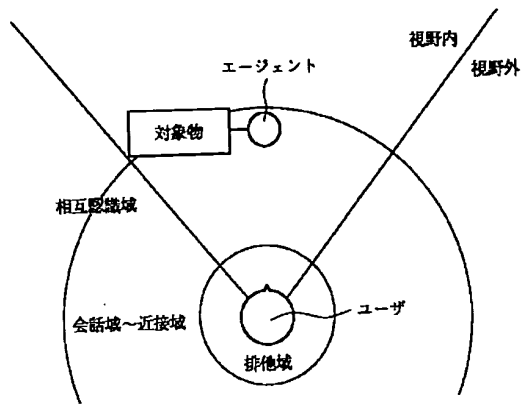 視野内
視野外
エージェント
対象物
相互認識域
会話域～近接域
ユーザ
排他域